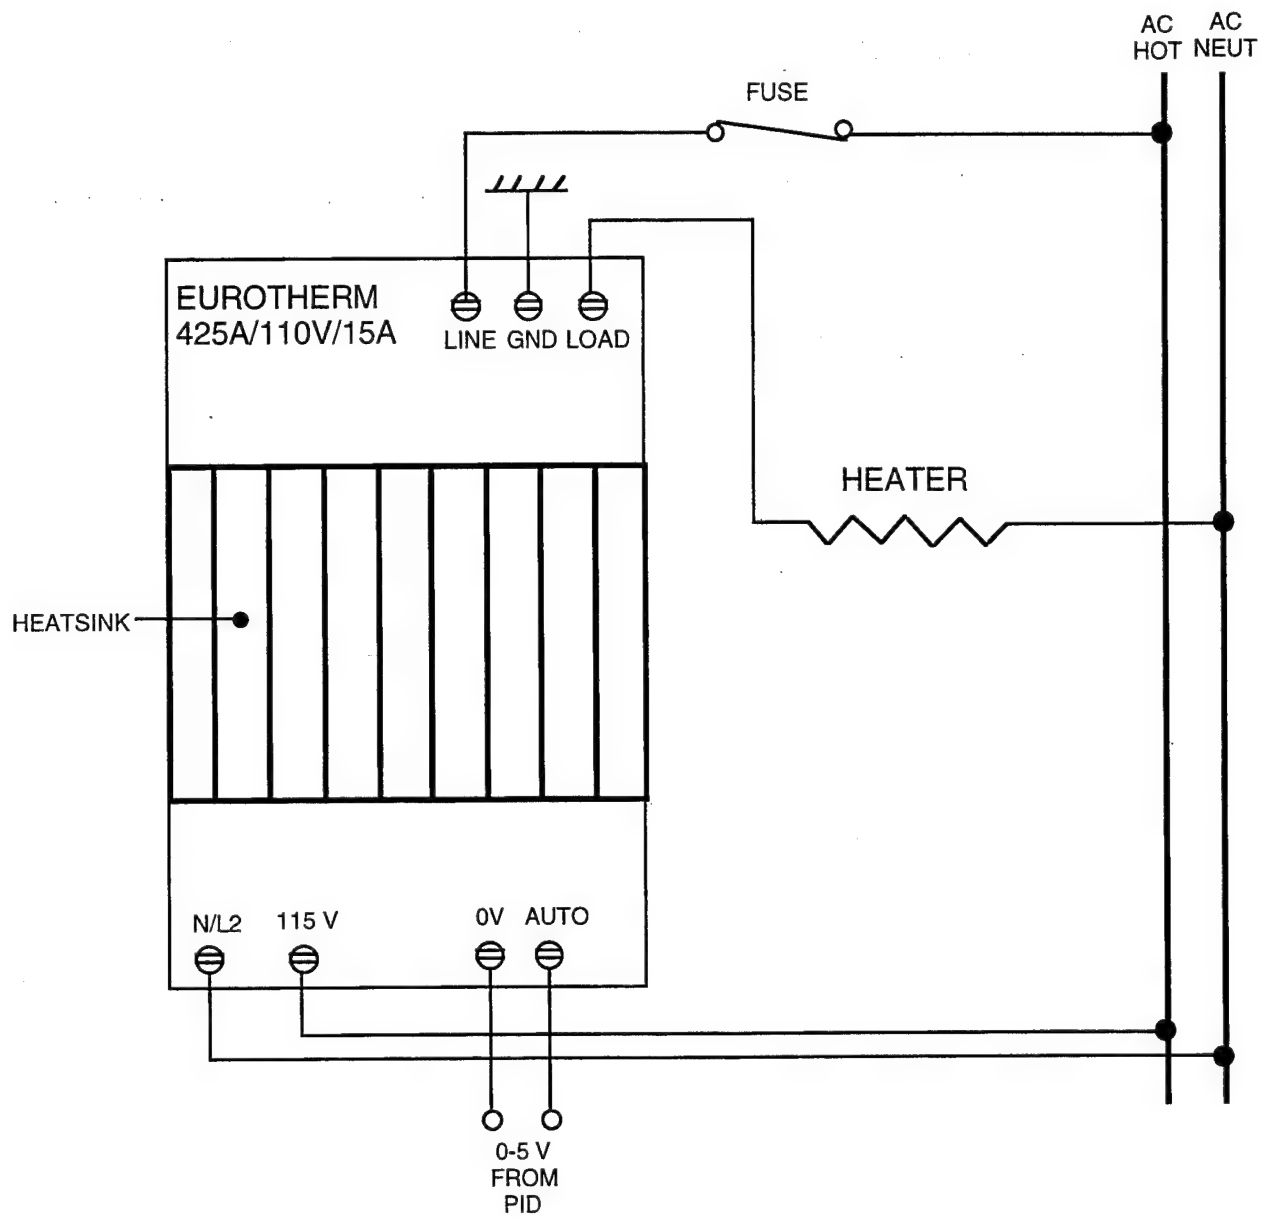 AC
HOT
AC
NEUT
FUSE
EUROTHERM
425A/110V/15A
LINE GND LOAD
HEATER
HEATSINK
N/L2
115 V
0V
AUTO
0-5 V
FROM
PID